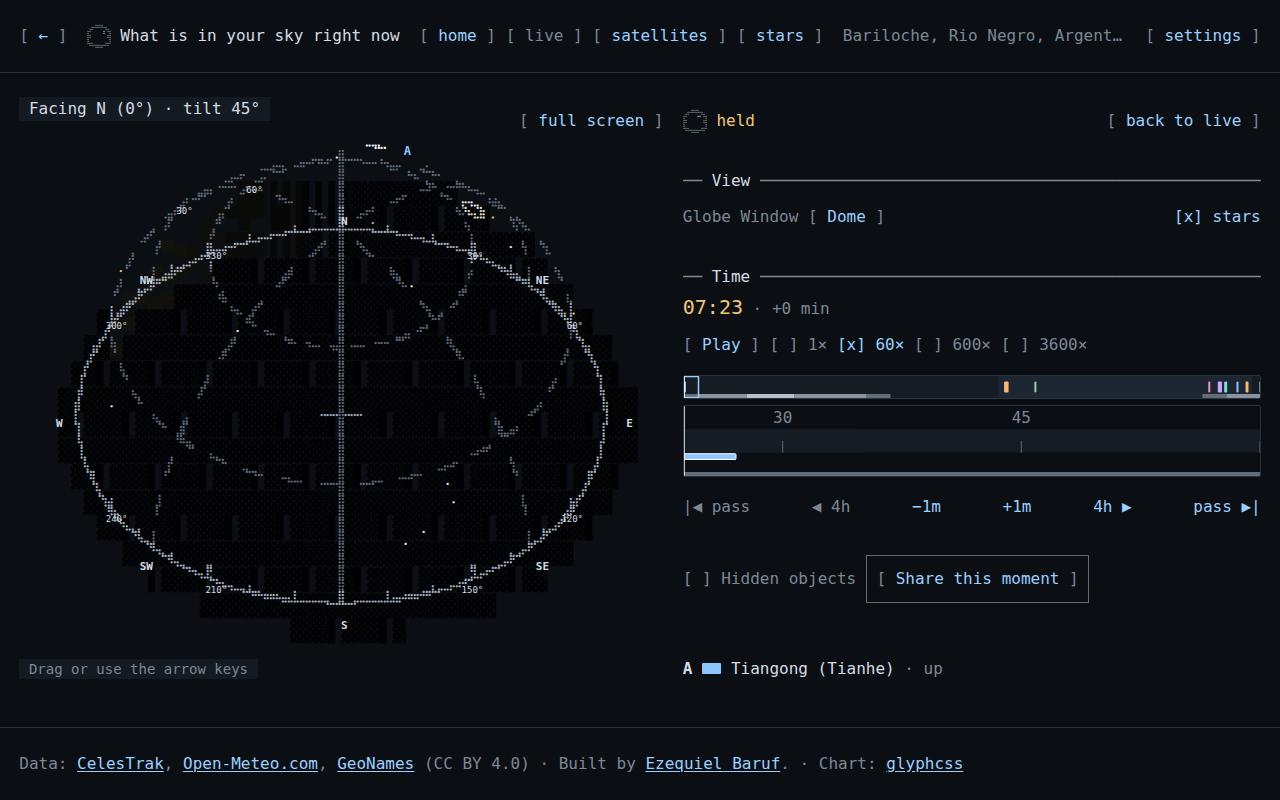 [ ← ] What is in your sky right now [ home ] [ live ] [ satellites ] [ stars ] Bariloche, Rio Negro, Argent… [ settings ]
Facing N (0°) · tilt 45°
[ full screen ]
held
[ back to live ]
A
60°
30°
N
330°
30°
NW
NE
300°
60°
W
E
240°
120°
SW
SE
210°
150°
S
Drag or use the arrow keys
View
Globe Window [ Dome ] [x] stars
Time
07:23 · +0 min
[ Play ] [ ] 1× [x] 60× [ ] 600× [ ] 3600×
30 45
|◀ pass ◀ 4h −1m +1m 4h ▶ pass ▶|
[ ] Hidden objects [ Share this moment ]
A Tiangong (Tianhe) · up
Data: CelesTrak, Open-Meteo.com, GeoNames (CC BY 4.0) · Built by Ezequiel Baruf. · Chart: glyphcss